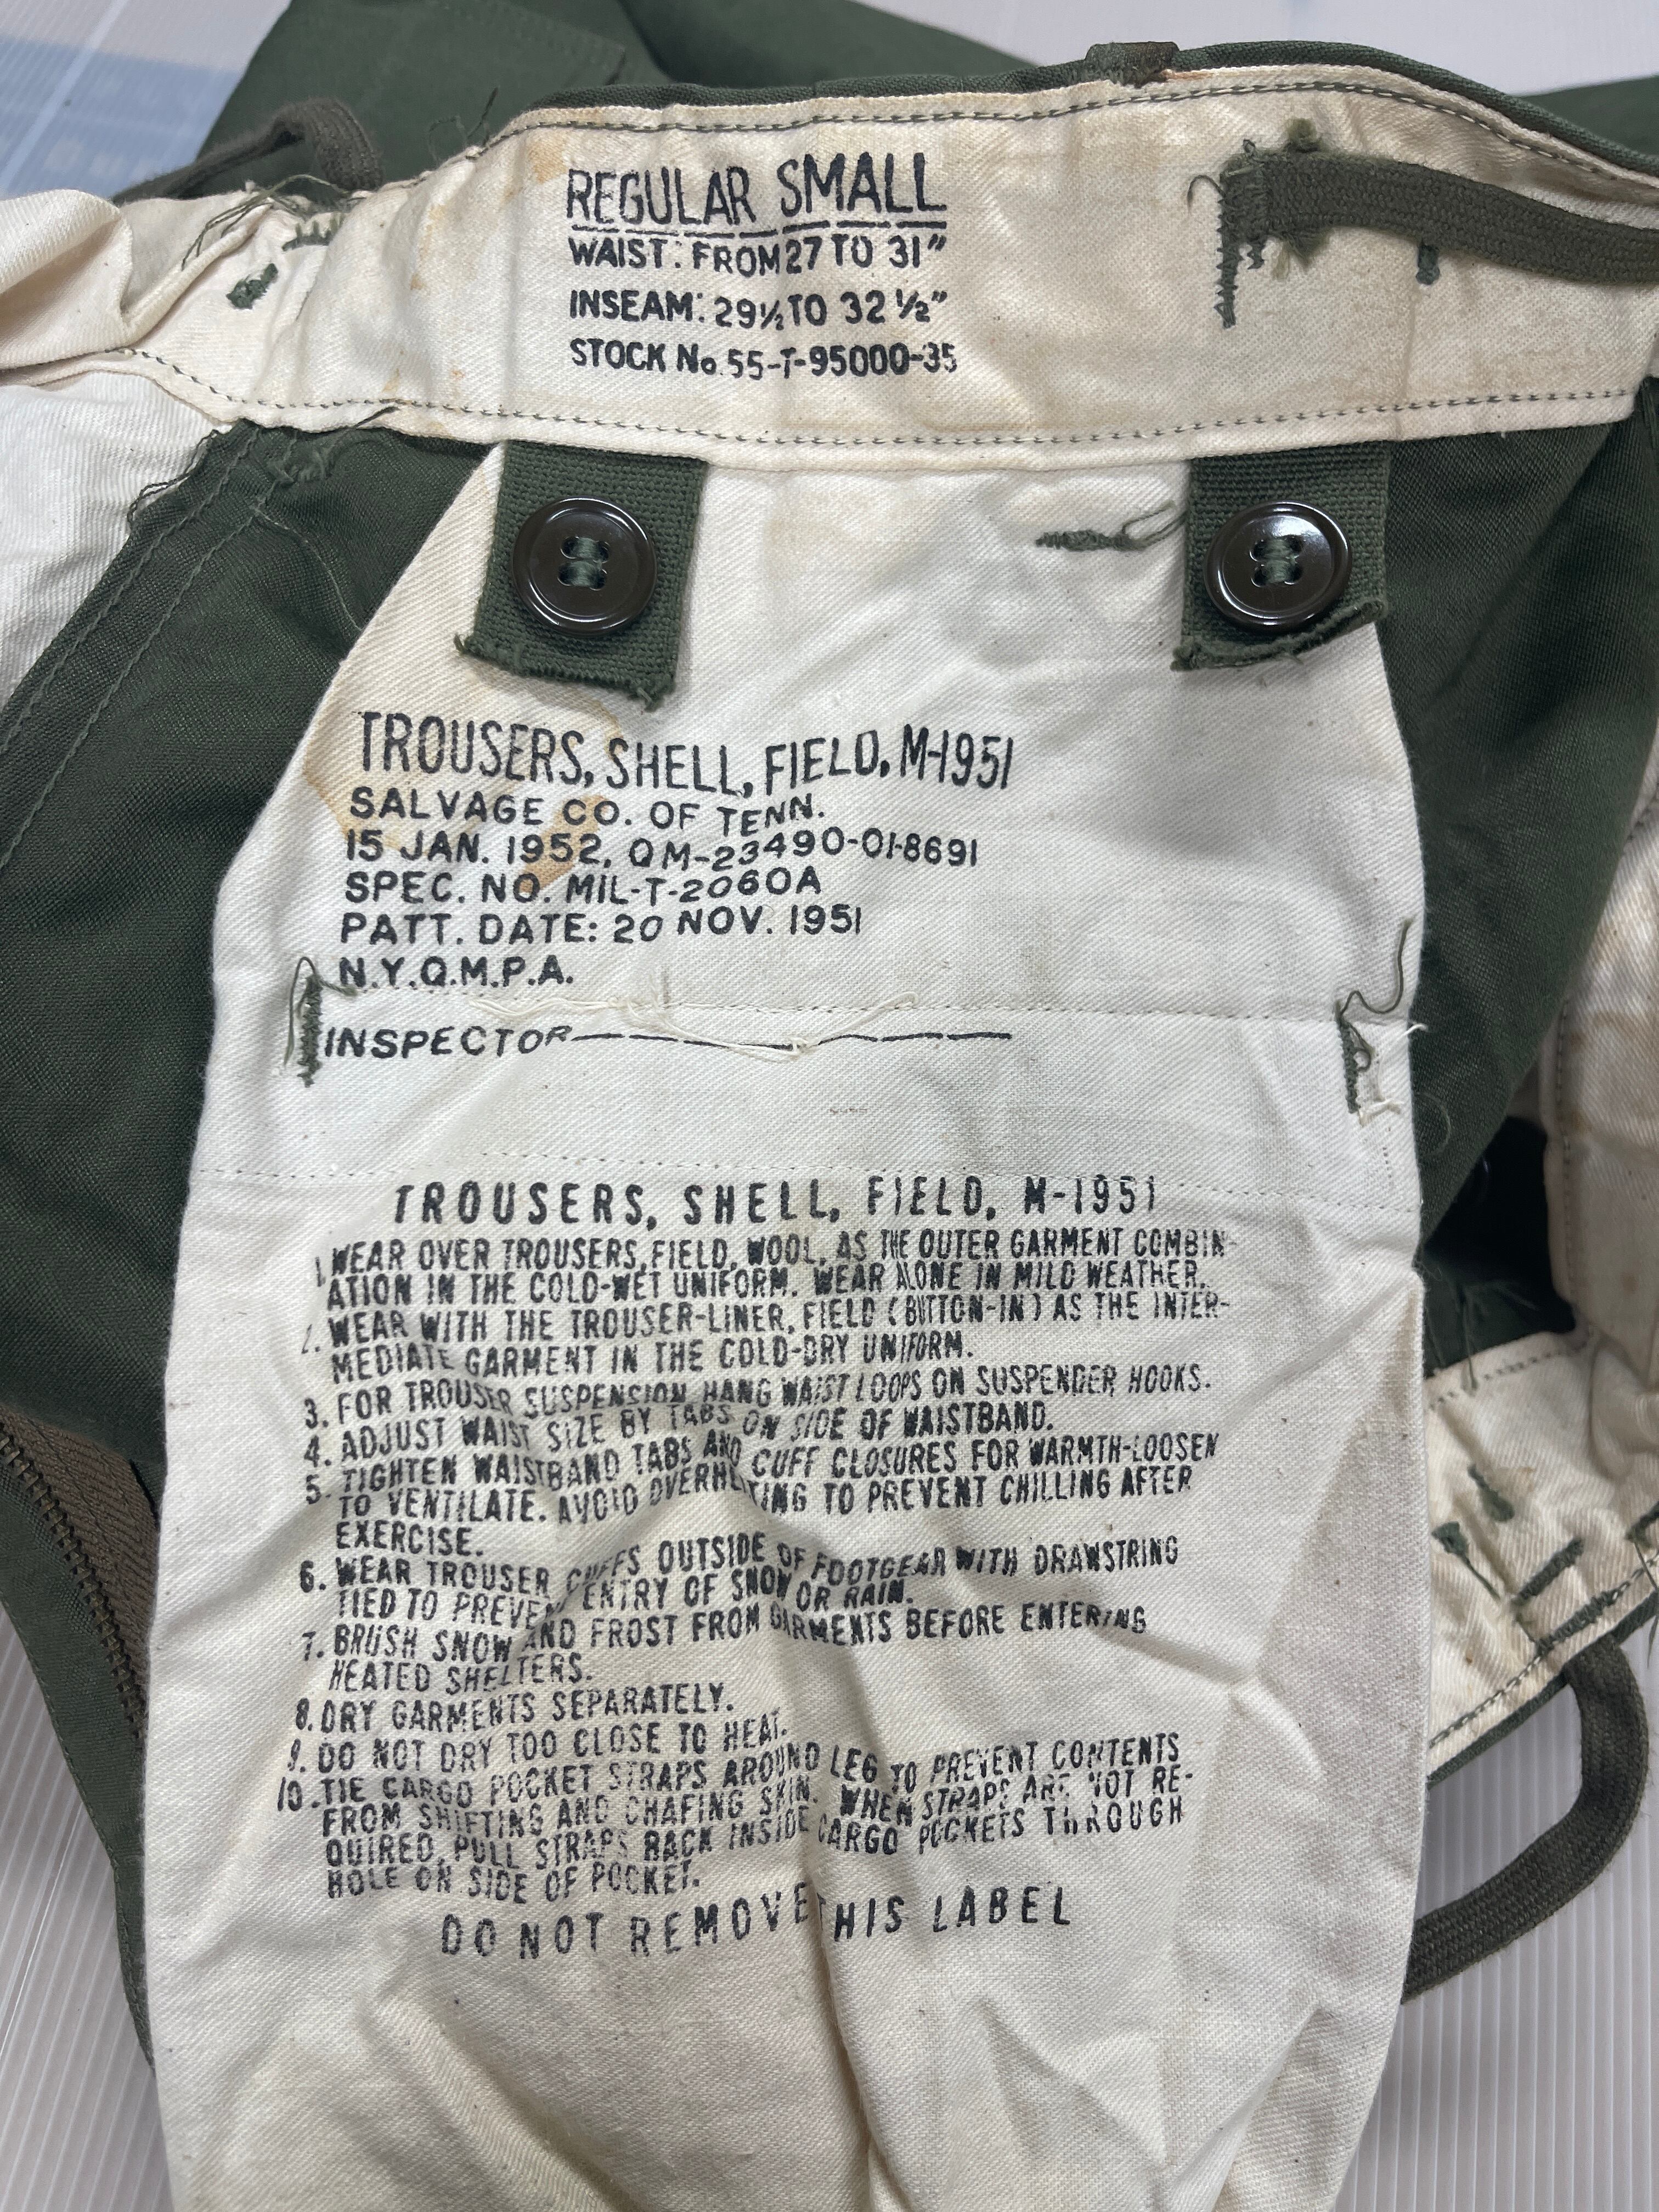 REGULAR SMALL
WAIST: FROM 27 TO 31"
INSEAM: 29½ TO 32 ½"
STOCK No. 55-T-95000-35
TROUSERS, SHELL, FIELD, M-1951
SALVAGE CO. OF TENN.
15 JAN. 1952, QM-23490-01-8691
SPEC. NO. MIL-T-2060A
PATT. DATE: 20 NOV. 1951
N.Y.Q.M.P.A.
INSPECTOR
TROUSERS, SHELL, FIELD, M-1951
1. WEAR OVER TROUSERS, FIELD, WOOL, AS THE OUTER GARMENT COMBIN-
ATION IN THE COLD-WET UNIFORM. WEAR ALONE IN MILD WEATHER.
2. WEAR WITH THE TROUSER-LINER, FIELD (BUTTON-IN) AS THE INTER-
MEDIATE GARMENT IN THE COLD-DRY UNIFORM.
3. FOR TROUSER SUSPENSION, HANG WAIST LOOPS ON SUSPENDER HOOKS.
4. ADJUST WAIST SIZE BY TABS ON SIDE OF WAISTBAND.
5. TIGHTEN WAISTBAND TABS AND CUFF CLOSURES FOR WARMTH-LOOSEN
TO VENTILATE. AVOID OVERHEATING TO PREVENT CHILLING AFTER
EXERCISE.
6. WEAR TROUSER CUFFS OUTSIDE OF FOOTGEAR WITH DRAWSTRING
TIED TO PREVENT ENTRY OF SNOW OR RAIN.
7. BRUSH SNOW AND FROST FROM GARMENTS BEFORE ENTERING
HEATED SHELTERS.
8. DRY GARMENTS SEPARATELY.
9. DO NOT DRY TOO CLOSE TO HEAT.
10. TIE CARGO POCKET STRAPS AROUND LEG TO PREVENT CONTENTS
FROM SHIFTING AND CHAFING SKIN. WHEN STRAPS ARE NOT RE-
QUIRED, PULL STRAPS BACK INSIDE CARGO POCKETS THROUGH
HOLE ON SIDE OF POCKET.
DO NOT REMOVE THIS LABEL